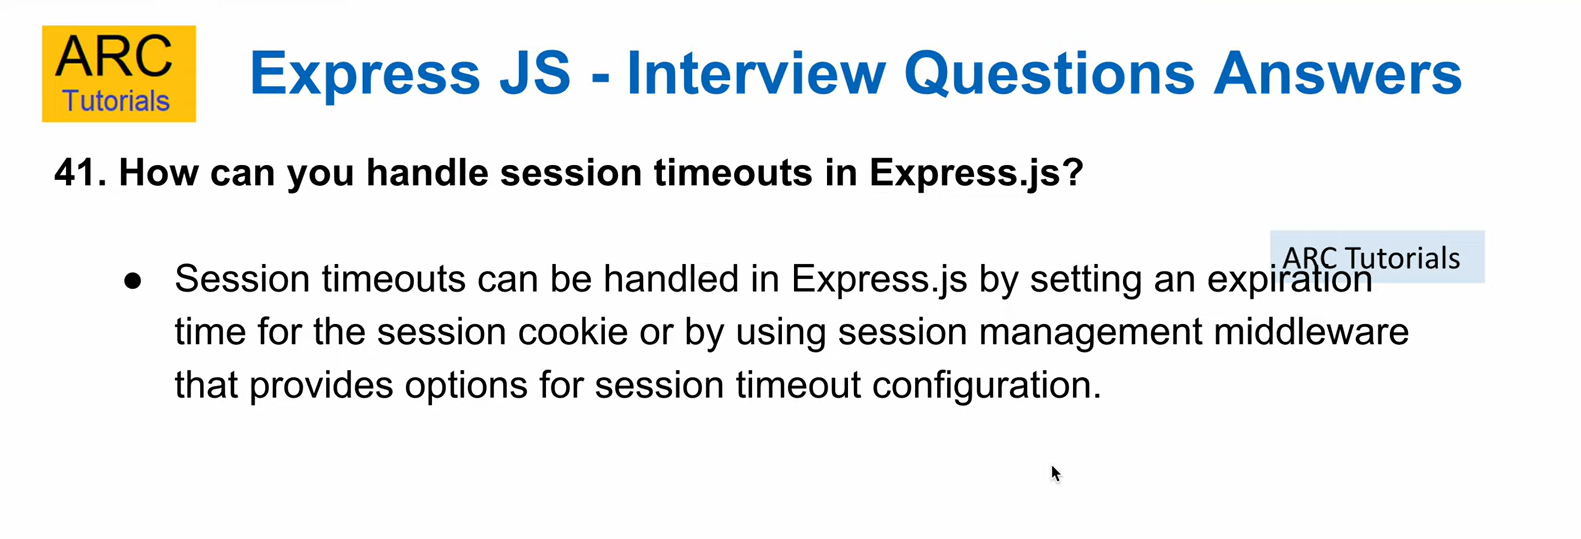 ARC
Tutorials
Express JS - Interview Questions Answers
41. How can you handle session timeouts in Express.js?
ARC Tutorials
● Session timeouts can be handled in Express.js by setting an expiration
time for the session cookie or by using session management middleware
that provides options for session timeout configuration.